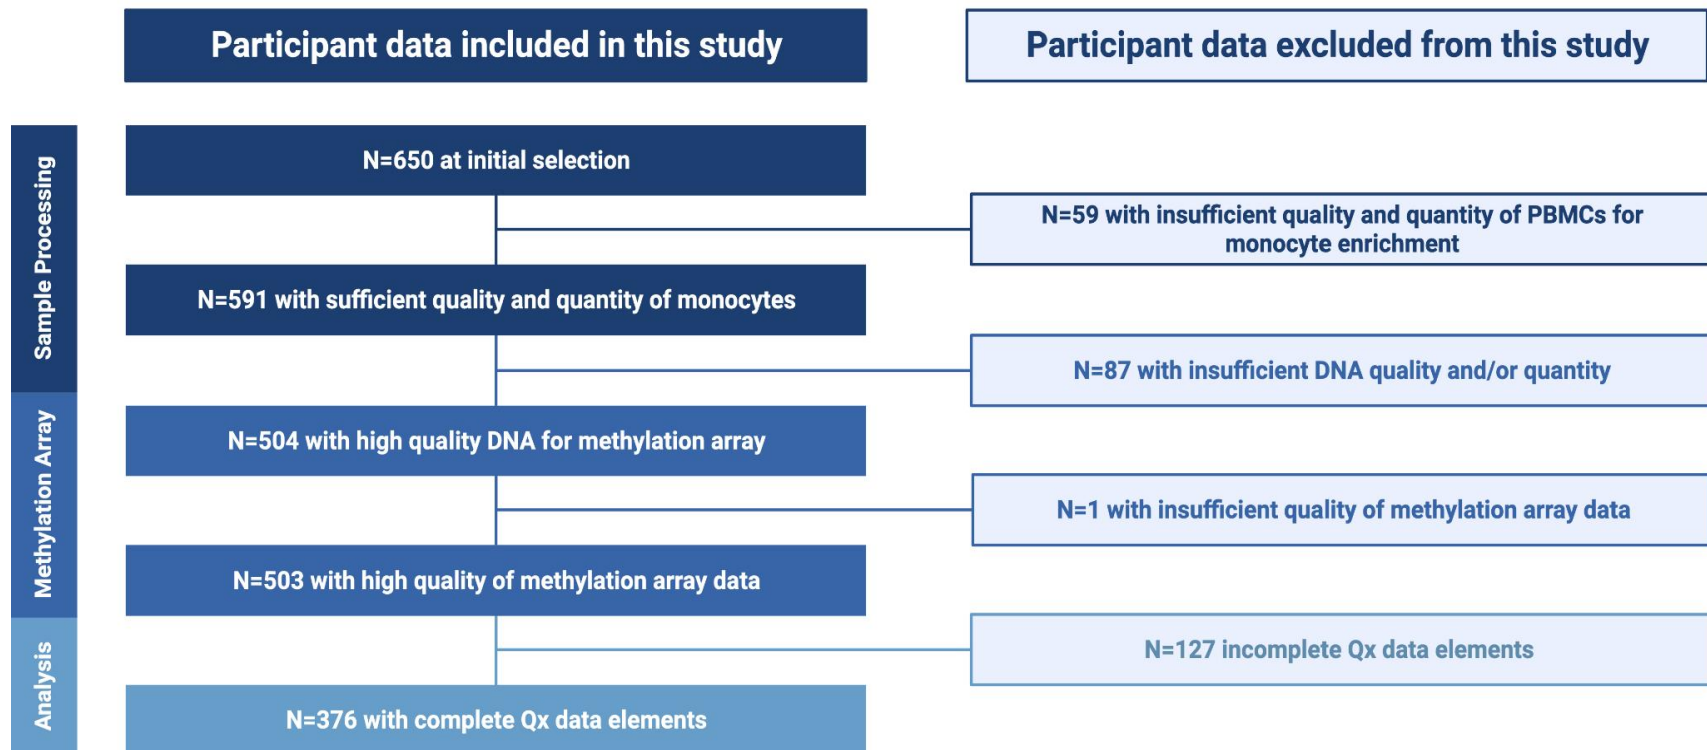 Participant data included in this study
Participant data excluded from this study
Sample Processing
N=650 at initial selection
N=59 with insufficient quality and quantity of PBMCs for
monocyte enrichment
N=591 with sufficient quality and quantity of monocytes
N=87 with insufficient DNA quality and/or quantity
Methylation Array
N=504 with high quality DNA for methylation array
N=1 with insufficient quality of methylation array data
N=503 with high quality of methylation array data
Analysis
N=127 incomplete Qx data elements
N=376 with complete Qx data elements